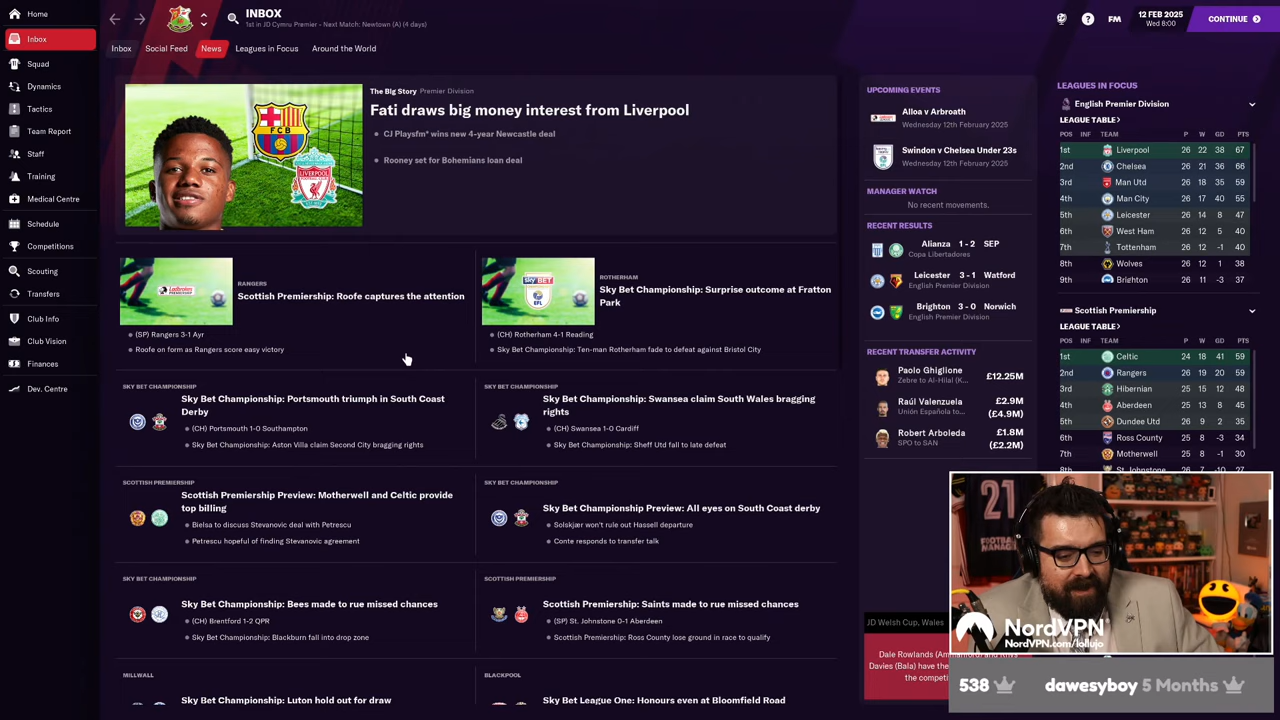 Home
Inbox
Squad
Dynamics
Tactics
Team Report
Staff
Training
Medical Centre
Schedule
Competitions
Scouting
Transfers
Club Info
Club Vision
Finances
Dev. Centre
INBOX
1st in JD Cymru Premier - Next Match: Newtown (A) (4 days)
FM
12 FEB 2025
Wed 8:00
CONTINUE
Inbox
Social Feed
News
Leagues in Focus
Around the World
The Big Story Premier Division
Fati draws big money interest from Liverpool
CJ Playsfm* wins new 4-year Newcastle deal
Rooney set for Bohemians loan deal
FCB
RANGERS
Scottish Premiership: Roofe captures the attention
(SP) Rangers 3-1 Ayr
Roofe on form as Rangers score easy victory
sky BET
EFL
ROTHERHAM
Sky Bet Championship: Surprise outcome at Fratton
Park
(CH) Rotherham 4-1 Reading
Sky Bet Championship: Ten-man Rotherham fade to defeat against Bristol City
SKY BET CHAMPIONSHIP
Sky Bet Championship: Portsmouth triumph in South Coast
Derby
(CH) Portsmouth 1-0 Southampton
Sky Bet Championship: Aston Villa claim Second City bragging rights
SKY BET CHAMPIONSHIP
Sky Bet Championship: Swansea claim South Wales bragging
rights
(CH) Swansea 1-0 Cardiff
Sky Bet Championship: Sheff Utd fall to late defeat
SCOTTISH PREMIERSHIP
Scottish Premiership Preview: Motherwell and Celtic provide
top billing
Bielsa to discuss Stevanovic deal with Petrescu
Petrescu hopeful of finding Stevanovic agreement
SKY BET CHAMPIONSHIP
Sky Bet Championship Preview: All eyes on South Coast derby
Solskjær won't rule out Hassell departure
Conte responds to transfer talk
SKY BET CHAMPIONSHIP
Sky Bet Championship: Bees made to rue missed chances
(CH) Brentford 1-2 QPR
Sky Bet Championship: Blackburn fall into drop zone
SCOTTISH PREMIERSHIP
Scottish Premiership: Saints made to rue missed chances
(SP) St. Johnstone 0-1 Aberdeen
Scottish Premiership: Ross County lose ground in race to qualify
MILLWALL
Sky Bet Championship: Luton hold out for draw
BLACKPOOL
Sky Bet League One: Honours even at Bloomfield Road
UPCOMING EVENTS
Alloa v Arbroath
Wednesday 12th February 2025
Swindon v Chelsea Under 23s
Wednesday 12th February 2025
MANAGER WATCH
No recent movements.
RECENT RESULTS
Alianza 1 - 2 SEP
Copa Libertadores
Leicester 3 - 1 Watford
English Premier Division
Brighton 3 - 0 Norwich
English Premier Division
RECENT TRANSFER ACTIVITY
Paolo Ghiglione
Zebre to Al-Hilal (K...
£12.25M
Raúl Valenzuela
Unión Española to...
£2.9M
(£4.9M)
Robert Arboleda
SPO to SAN
£1.8M
(£2.2M)
JD Welsh Cup, Wales
Dale Rowlands
Davies (Bala) have the
the competi
LEAGUES IN FOCUS
English Premier Division
LEAGUE TABLE
POS INF TEAM P W GD PTS
1st Liverpool 26 22 38 67
2nd Chelsea 26 21 36 66
3rd Man Utd 26 18 35 59
4th Man City 26 17 40 55
5th Leicester 26 14 8 47
6th West Ham 26 12 5 40
7th Tottenham 26 12 -1 40
8th Wolves 26 12 1 38
9th Brighton 26 11 -3 37
Scottish Premiership
LEAGUE TABLE
POS INF TEAM P W GD PTS
1st Celtic 24 18 41 59
2nd Rangers 26 19 20 59
3rd Hibernian 25 15 12 48
4th Aberdeen 25 13 8 45
5th Dundee Utd 26 9 2 35
6th Ross County 25 8 -3 34
7th Motherwell 25 8 -1 30
8th St. Johnstone 26 7 -10 27
21
NordVPN
NordVPN.com/lollujo
538
dawesyboy 5 Months